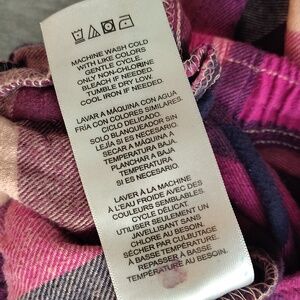 MACHINE WASH COLD
WITH LIKE COLORS
GENTLE CYCLE.
ONLY NON-CHLORINE
BLEACH IF NEEDED.
TUMBLE DRY LOW.
COOL IRON IF NEEDED.
LAVAR A MÁQUINA CON AGUA
FRÍA CON COLORES SIMILARES.
CICLO DELICADO.
SOLO BLANQUEADOR SIN
LEJÍA SI ES NECESARIO
SECAR A MÁQUINA A
TEMPERATURA BAJA.
PLANCHAR A
TEMPERATURA BAJA
SI ES NECESARIO.
LAVER À LA MACHINE
À L'EAU FROIDE AVEC DES
COULEURS SEMBLABLES.
CYCLE DÉLICAT.
UTILISER SEULEMENT UN
JAVELLISANT SANS
CHLORE AU BESOIN.
SÉCHER PAR CULBUTAGE
À BASSE TEMPÉRATURE.
REPASSER À BASSE
TEMPÉRATURE AU BESOIN.